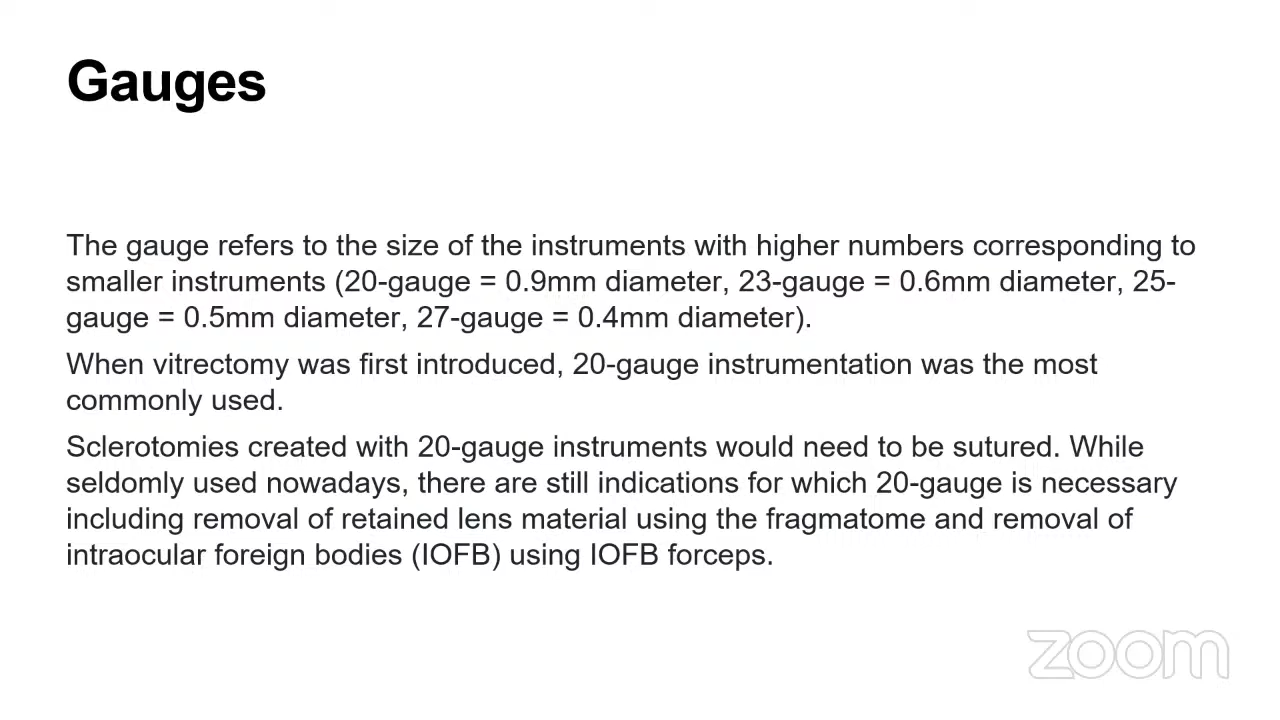 Gauges
The gauge refers to the size of the instruments with higher numbers corresponding to
smaller instruments (20-gauge = 0.9mm diameter, 23-gauge = 0.6mm diameter, 25-
gauge = 0.5mm diameter, 27-gauge = 0.4mm diameter).
When vitrectomy was first introduced, 20-gauge instrumentation was the most
commonly used.
Sclerotomies created with 20-gauge instruments would need to be sutured. While
seldomly used nowadays, there are still indications for which 20-gauge is necessary
including removal of retained lens material using the fragmatome and removal of
intraocular foreign bodies (IOFB) using IOFB forceps.
zoom